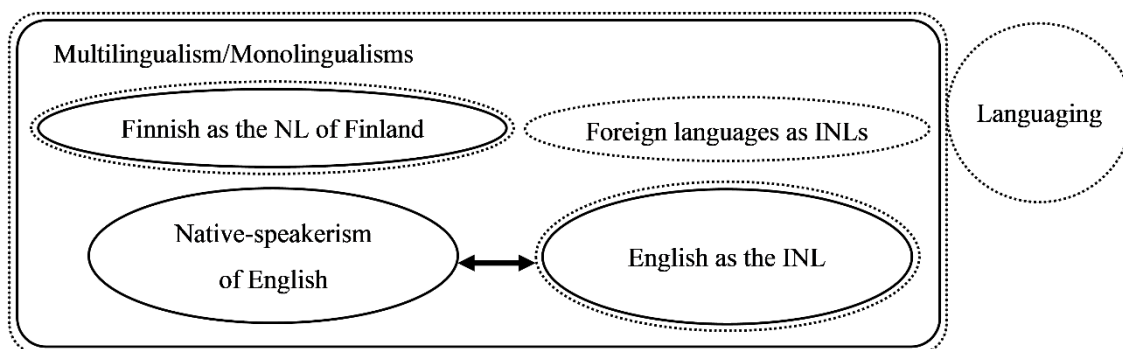 Multilingualism/Monolingualisms
Finnish as the NL of Finland
Foreign languages as INLs
Languaging
Native-speakerism
of English
English as the INL